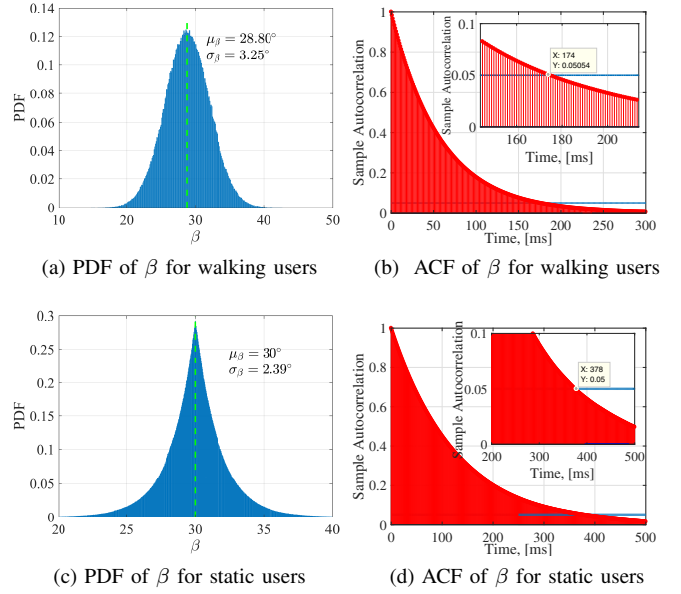 0.14
0.12
0.1
0.08
0.06
0.04
0.02
0
PDF
μβ = 28.80°
σβ = 3.25°
10 20 30 40 50
β
(a) PDF of β for walking users
1
0.8
0.6
0.4
0.2
0
Sample Autocorrelation
0.1
0.05
0
Sample Autocorrelation
X: 174
Y: 0.05054
160 180 200
Time, [ms]
0 50 100 150 200 250 300
Time, [ms]
(b) ACF of β for walking users
0.3
0.25
0.2
0.15
0.1
0.05
0
PDF
μβ = 30°
σβ = 2.39°
20 25 30 35 40
β
(c) PDF of β for static users
1
0.8
0.6
0.4
0.2
0
Sample Autocorrelation
0.1
0.05
0
Sample Autocorrelation
X: 378
Y: 0.05
200 300 400 500
Time, [ms]
0 100 200 300 400 500
Time, [ms]
(d) ACF of β for static users